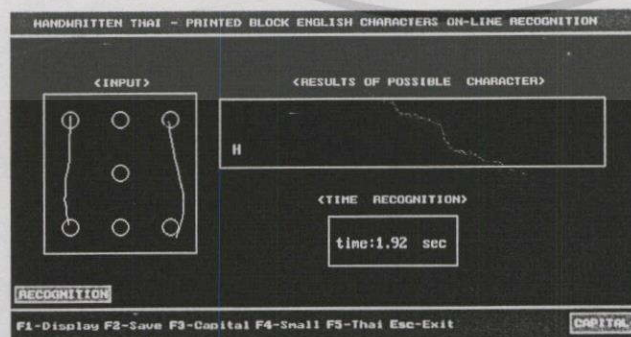 HANDWRITTEN THAI - PRINTED BLOCK ENGLISH CHARACTERS ON-LINE RECOGNITION
<INPUT>
<RESULTS OF POSSIBLE CHARACTER>
H
<TIME RECOGNITION>
time:1.92 sec
RECOGNITION
F1-Display F2-Save F3-Capital F4-Small F5-Thai Esc-Exit
CAPITAL